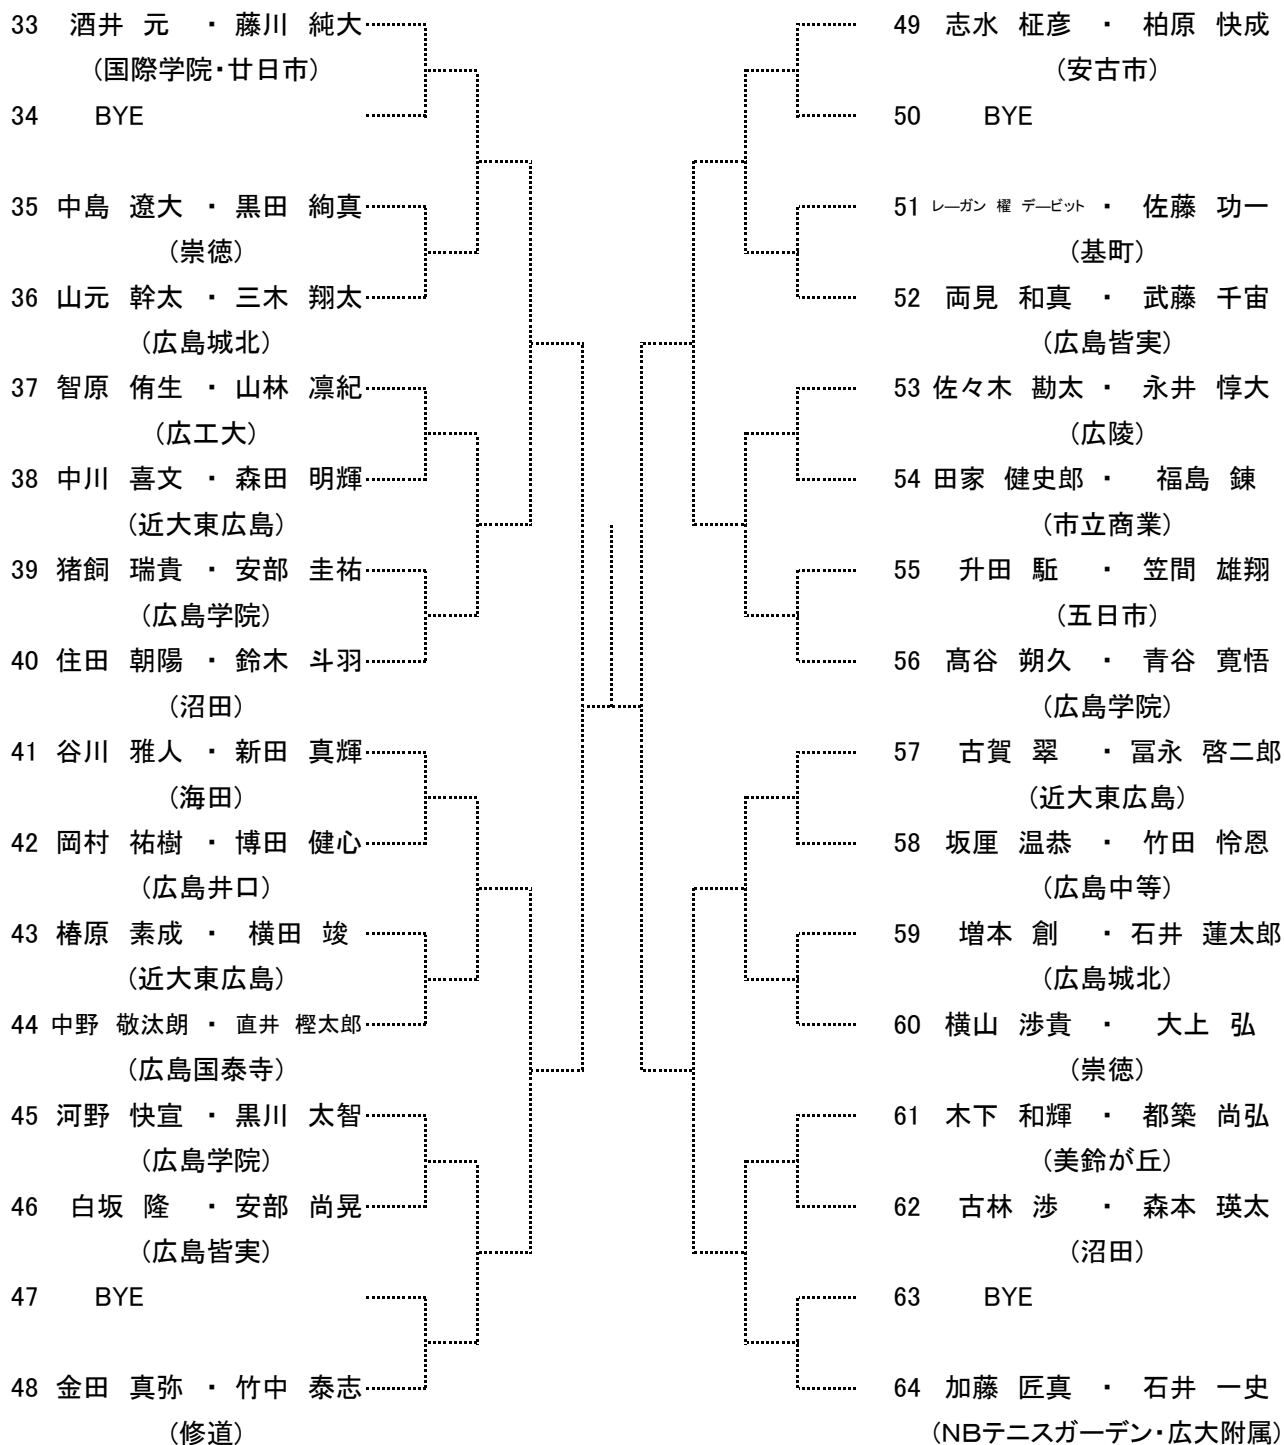 33 酒井 元 ・ 藤川 純大
(国際学院・廿日市)
34 BYE
35 中島 遼大 ・ 黒田 絢真
(崇徳)
36 山元 幹太 ・ 三木 翔太
(広島城北)
37 智原 侑生 ・ 山林 凛紀
(広工大)
38 中川 喜文 ・ 森田 明輝
(近大東広島)
39 猪飼 瑞貴 ・ 安部 圭祐
(広島学院)
40 住田 朝陽 ・ 鈴木 斗羽
(沼田)
41 谷川 雅人 ・ 新田 真輝
(海田)
42 岡村 祐樹 ・ 博田 健心
(広島井口)
43 椿原 素成 ・ 横田 竣
(近大東広島)
44 中野 敬汰朗 ・ 直井 樫太郎
(広島国泰寺)
45 河野 快宣 ・ 黒川 太智
(広島学院)
46 白坂 隆 ・ 安部 尚晃
(広島皆実)
47 BYE
48 金田 真弥 ・ 竹中 泰志
(修道)
49 志水 柾彦 ・ 柏原 快成
(安古市)
50 BYE
51 レーガン 櫂 デービット ・ 佐藤 功一
(基町)
52 両見 和真 ・ 武藤 千宙
(広島皆実)
53 佐々木 勘太 ・ 永井 惇大
(広陵)
54 田家 健史郎 ・ 福島 錬
(市立商業)
55 升田 駈 ・ 笠間 雄翔
(五日市)
56 髙谷 朔久 ・ 青谷 寛悟
(広島学院)
57 古賀 翠 ・ 冨永 啓二郎
(近大東広島)
58 坂厘 温恭 ・ 竹田 怜恩
(広島中等)
59 増本 創 ・ 石井 蓮太郎
(広島城北)
60 横山 渉貴 ・ 大上 弘
(崇徳)
61 木下 和輝 ・ 都築 尚弘
(美鈴が丘)
62 古林 渉 ・ 森本 瑛太
(沼田)
63 BYE
64 加藤 匠真 ・ 石井 一史
(NBテニスガーデン・広大附属)